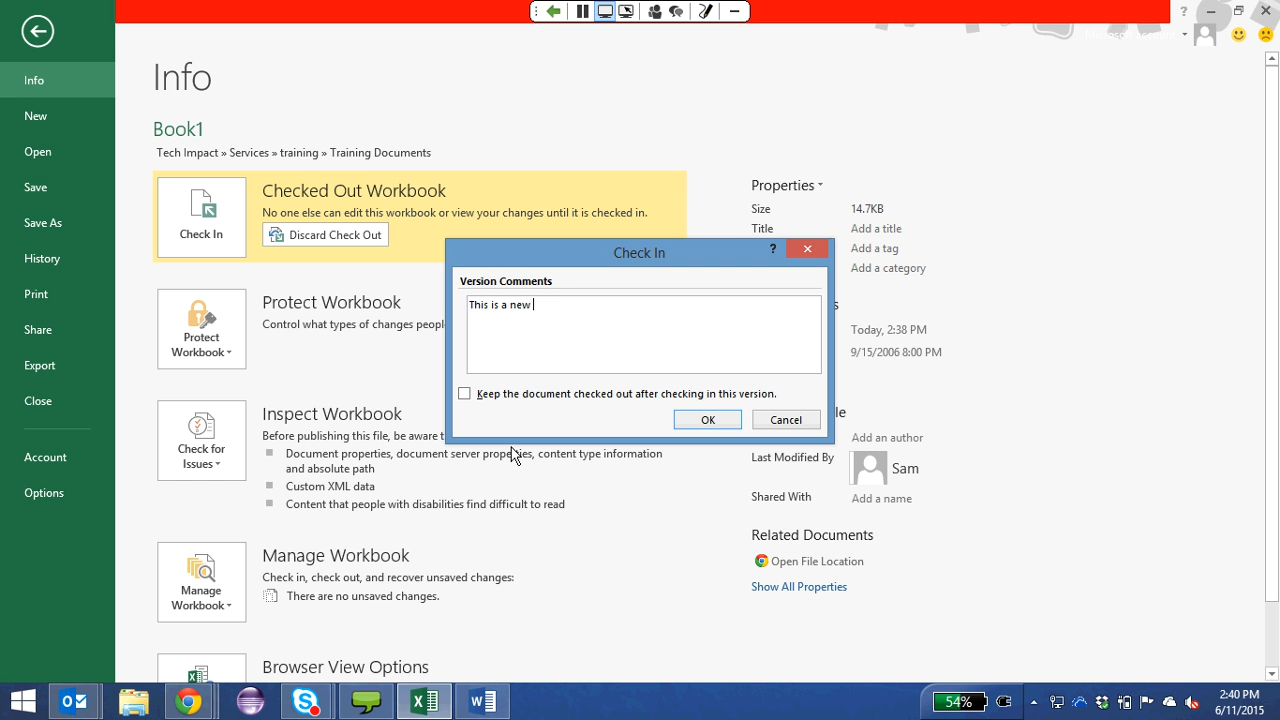 ?
Microsoft account
Info
New
Open
Save
Save As
History
Print
Share
Export
Close
Account
Options
Info
Book1
Tech Impact » Services » training » Training Documents
Check In
Checked Out Workbook
No one else can edit this workbook or view your changes until it is checked in.
Discard Check Out
Protect
Workbook
Protect Workbook
Control what types of changes peopl
Check for
Issues
Inspect Workbook
Before publishing this file, be aware t
Document properties, document server properties, content type information
and absolute path
Custom XML data
Content that people with disabilities find difficult to read
Manage
Workbook
Manage Workbook
Check in, check out, and recover unsaved changes:
There are no unsaved changes.
Browser View Options
Check In
?
Version Comments
This is a new
Keep the document checked out after checking in this version.
OK
Cancel
Properties
Size 14.7KB
Title Add a title
Add a tag
Add a category
s
Today, 2:38 PM
9/15/2006 8:00 PM
le
Add an author
Last Modified By Sam
Shared With Add a name
Related Documents
Open File Location
Show All Properties
54%
2:40 PM
6/11/2015